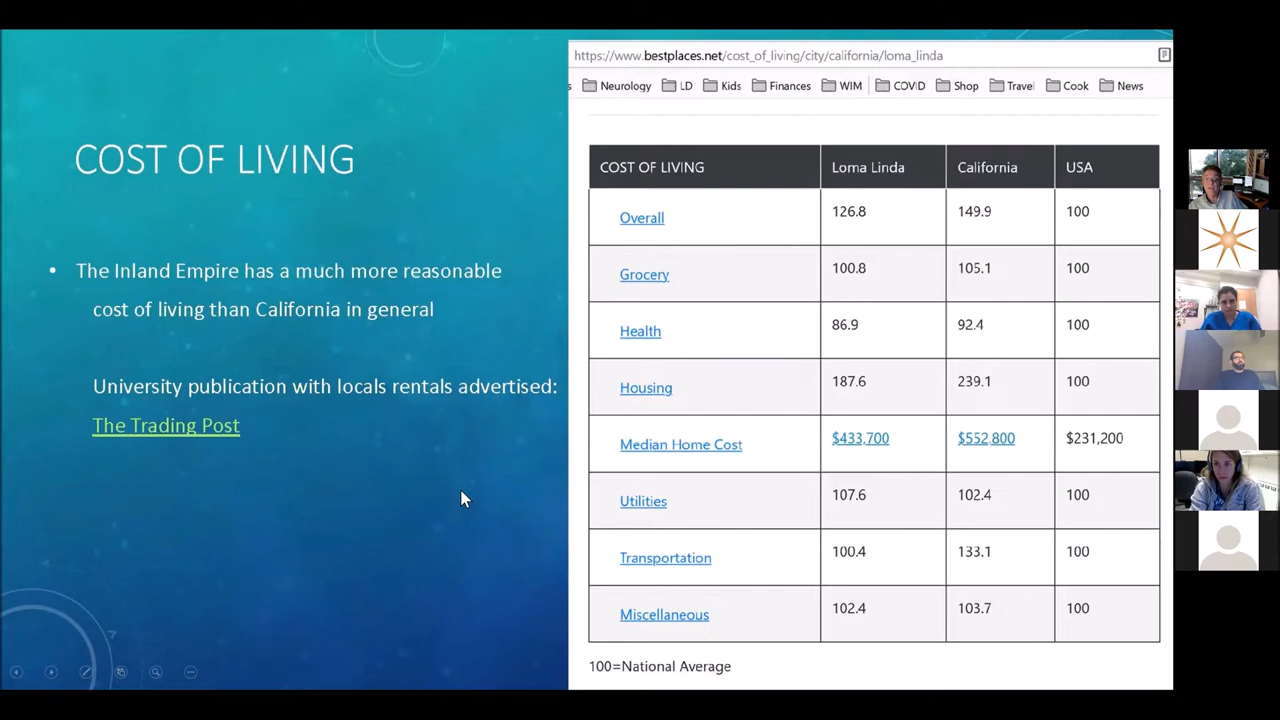 COST OF LIVING
• The Inland Empire has a much more reasonable
cost of living than California in general
University publication with locals rentals advertised:
The Trading Post
7
https://www.bestplaces.net/cost_of_living/city/california/loma_linda
s Neurology LD Kids Finances WIM COVID Shop Travel Cook News
COST OF LIVING Loma Linda California USA
Overall 126.8 149.9 100
Grocery 100.8 105.1 100
Health 86.9 92.4 100
Housing 187.6 239.1 100
Median Home Cost $433,700 $552,800 $231,200
Utilities 107.6 102.4 100
Transportation 100.4 133.1 100
Miscellaneous 102.4 103.7 100
100=National Average